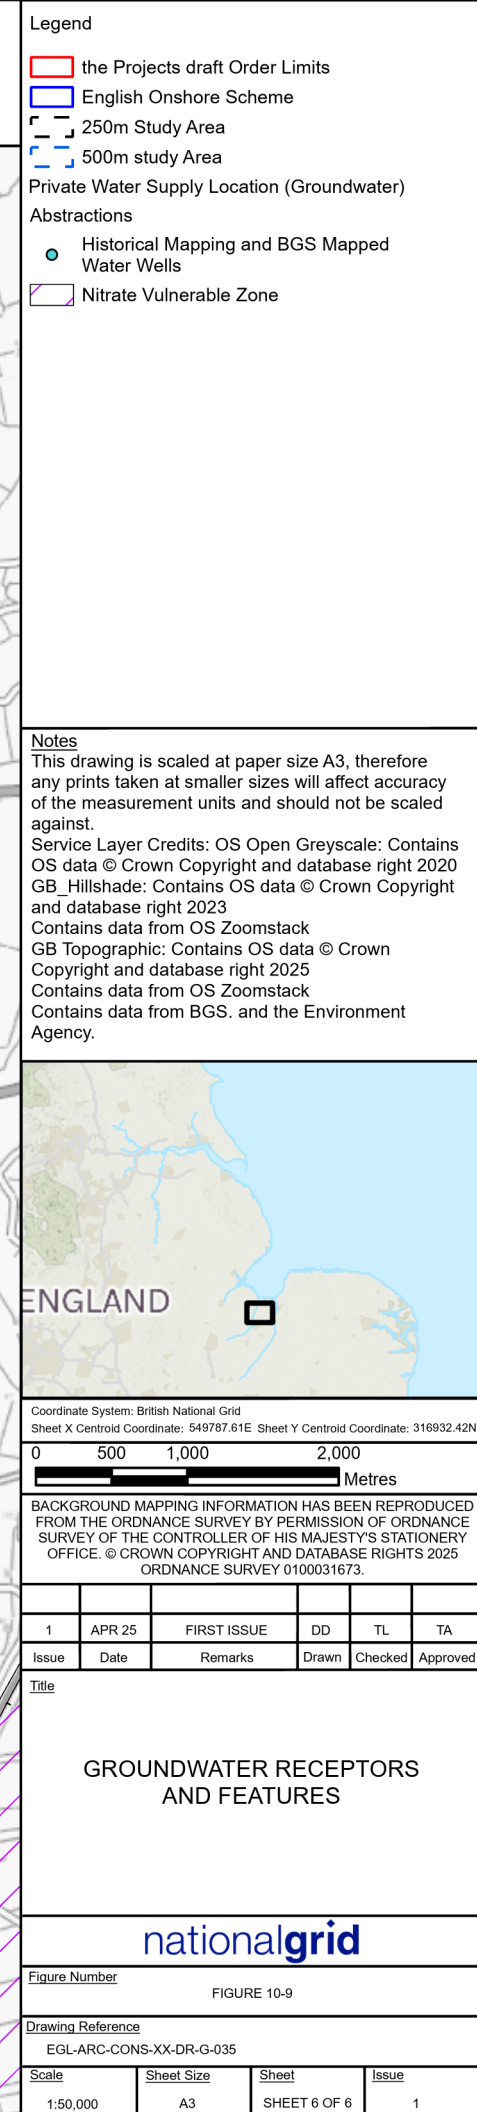 Legend
the Projects draft Order Limits
English Onshore Scheme
250m Study Area
500m study Area
Private Water Supply Location (Groundwater)
Abstractions
Historical Mapping and BGS Mapped
Water Wells
Nitrate Vulnerable Zone
Notes
This drawing is scaled at paper size A3, therefore
any prints taken at smaller sizes will affect accuracy
of the measurement units and should not be scaled
against.
Service Layer Credits: OS Open Greyscale: Contains
OS data © Crown Copyright and database right 2020
GB_Hillshade: Contains OS data © Crown Copyright
and database right 2023
Contains data from OS Zoomstack
GB Topographic: Contains OS data © Crown
Copyright and database right 2025
Contains data from OS Zoomstack
Contains data from BGS. and the Environment
Agency.
ENGLAND
Coordinate System: British National Grid
Sheet X Centroid Coordinate: 549787.61E Sheet Y Centroid Coordinate: 316932.42N
0 500 1,000 2,000
Metres
BACKGROUND MAPPING INFORMATION HAS BEEN REPRODUCED
FROM THE ORDNANCE SURVEY BY PERMISSION OF ORDNANCE
SURVEY OF THE CONTROLLER OF HIS MAJESTY'S STATIONERY
OFFICE. © CROWN COPYRIGHT AND DATABASE RIGHTS 2025
ORDNANCE SURVEY 0100031673.
1 APR 25 FIRST ISSUE DD TL TA
Issue Date Remarks Drawn Checked Approved
Title
GROUNDWATER RECEPTORS
AND FEATURES
nationalgrid
Figure Number
FIGURE 10-9
Drawing Reference
EGL-ARC-CONS-XX-DR-G-035
Scale Sheet Size Sheet Issue
1:50,000 A3 SHEET 6 OF 6 1